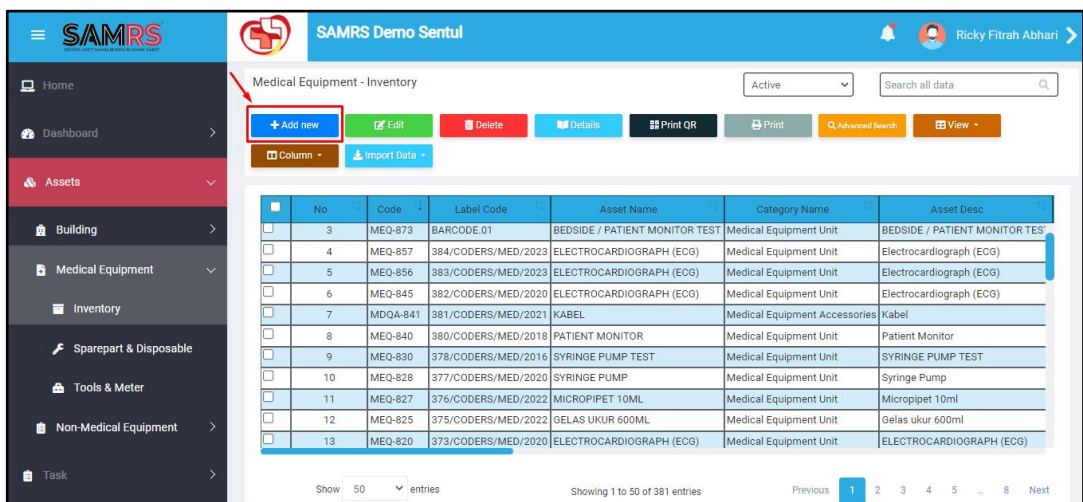 SAMRS
SAMRS Demo Sentul
Ricky Fitrah Abhari
Home
Dashboard
Assets
Building
Medical Equipment
Inventory
Sparepart & Disposable
Tools & Meter
Non-Medical Equipment
Task
Medical Equipment - Inventory
Active
Search all data
Add new
Edit
Delete
Details
Print QR
Print
Advanced Search
View
Column
Import Data
No Code Label Code Asset Name Category Name Asset Desc
3 MEQ-873 BARCODE.01 BEDSIDE / PATIENT MONITOR TEST Medical Equipment Unit BEDSIDE / PATIENT MONITOR TES
4 MEQ-857 384/CODERS/MED/2023 ELECTROCARDIOGRAPH (ECG) Medical Equipment Unit Electrocardiograph (ECG)
5 MEQ-856 383/CODERS/MED/2023 ELECTROCARDIOGRAPH (ECG) Medical Equipment Unit Electrocardiograph (ECG)
6 MEQ-845 382/CODERS/MED/2020 ELECTROCARDIOGRAPH (ECG) Medical Equipment Unit Electrocardiograph (ECG)
7 MDQA-841 381/CODERS/MED/2021 KABEL Medical Equipment Accessories Kabel
8 MEQ-840 380/CODERS/MED/2018 PATIENT MONITOR Medical Equipment Unit Patient Monitor
9 MEQ-830 378/CODERS/MED/2016 SYRINGE PUMP TEST Medical Equipment Unit SYRINGE PUMP TEST
10 MEQ-828 377/CODERS/MED/2020 SYRINGE PUMP Medical Equipment Unit Syringe Pump
11 MEQ-827 376/CODERS/MED/2022 MICROPIPET 10ML Medical Equipment Unit Micropipet 10ml
12 MEQ-825 375/CODERS/MED/2022 GELAS UKUR 600ML Medical Equipment Unit Gelas ukur 600ml
13 MEQ-820 373/CODERS/MED/2020 ELECTROCARDIOGRAPH (ECG) Medical Equipment Unit ELECTROCARDIOGRAPH (ECG)
Show 50 entries
Showing 1 to 50 of 381 entries
Previous 1 2 3 4 5 ... 8 Next